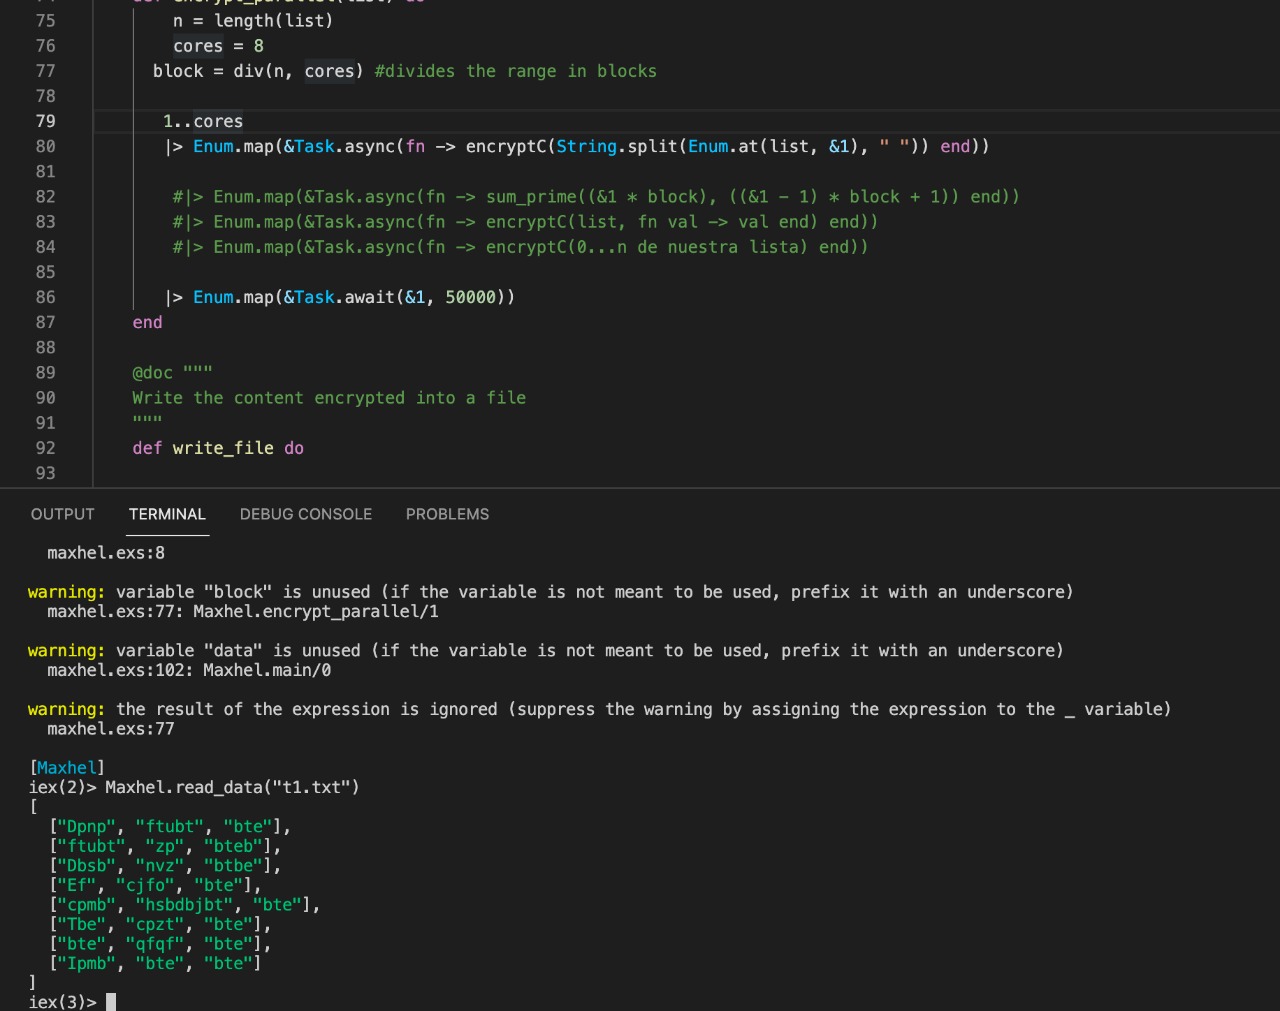 74 def encrypt_parallel(list) do
75 n = length(list)
76 cores = 8
77 block = div(n, cores) #divides the range in blocks
78
79 1..cores
80 |> Enum.map(&Task.async(fn -> encryptC(String.split(Enum.at(list, &1), " ")) end))
81
82 #|> Enum.map(&Task.async(fn -> sum_prime((&1 * block), ((&1 - 1) * block + 1)) end))
83 #|> Enum.map(&Task.async(fn -> encryptC(list, fn val -> val end) end))
84 #|> Enum.map(&Task.async(fn -> encryptC(0...n de nuestra lista) end))
85
86 |> Enum.map(&Task.await(&1, 50000))
87 end
88
89 @doc """
90 Write the content encrypted into a file
91 """
92 def write_file do
93
OUTPUT TERMINAL DEBUG CONSOLE PROBLEMS
maxhel.exs:8
warning: variable "block" is unused (if the variable is not meant to be used, prefix it with an underscore)
maxhel.exs:77: Maxhel.encrypt_parallel/1
warning: variable "data" is unused (if the variable is not meant to be used, prefix it with an underscore)
maxhel.exs:102: Maxhel.main/0
warning: the result of the expression is ignored (suppress the warning by assigning the expression to the _ variable)
maxhel.exs:77
[Maxhel]
iex(2)> Maxhel.read_data("t1.txt")
[
["Dpnp", "ftubt", "bte"],
["ftubt", "zp", "bteb"],
["Dbsb", "nvz", "btbe"],
["Ef", "cjfo", "bte"],
["cpmb", "hsbdbjbt", "bte"],
["Tbe", "cpzt", "bte"],
["bte", "qfqf", "bte"],
["Ipmb", "bte", "bte"]
]
iex(3)>